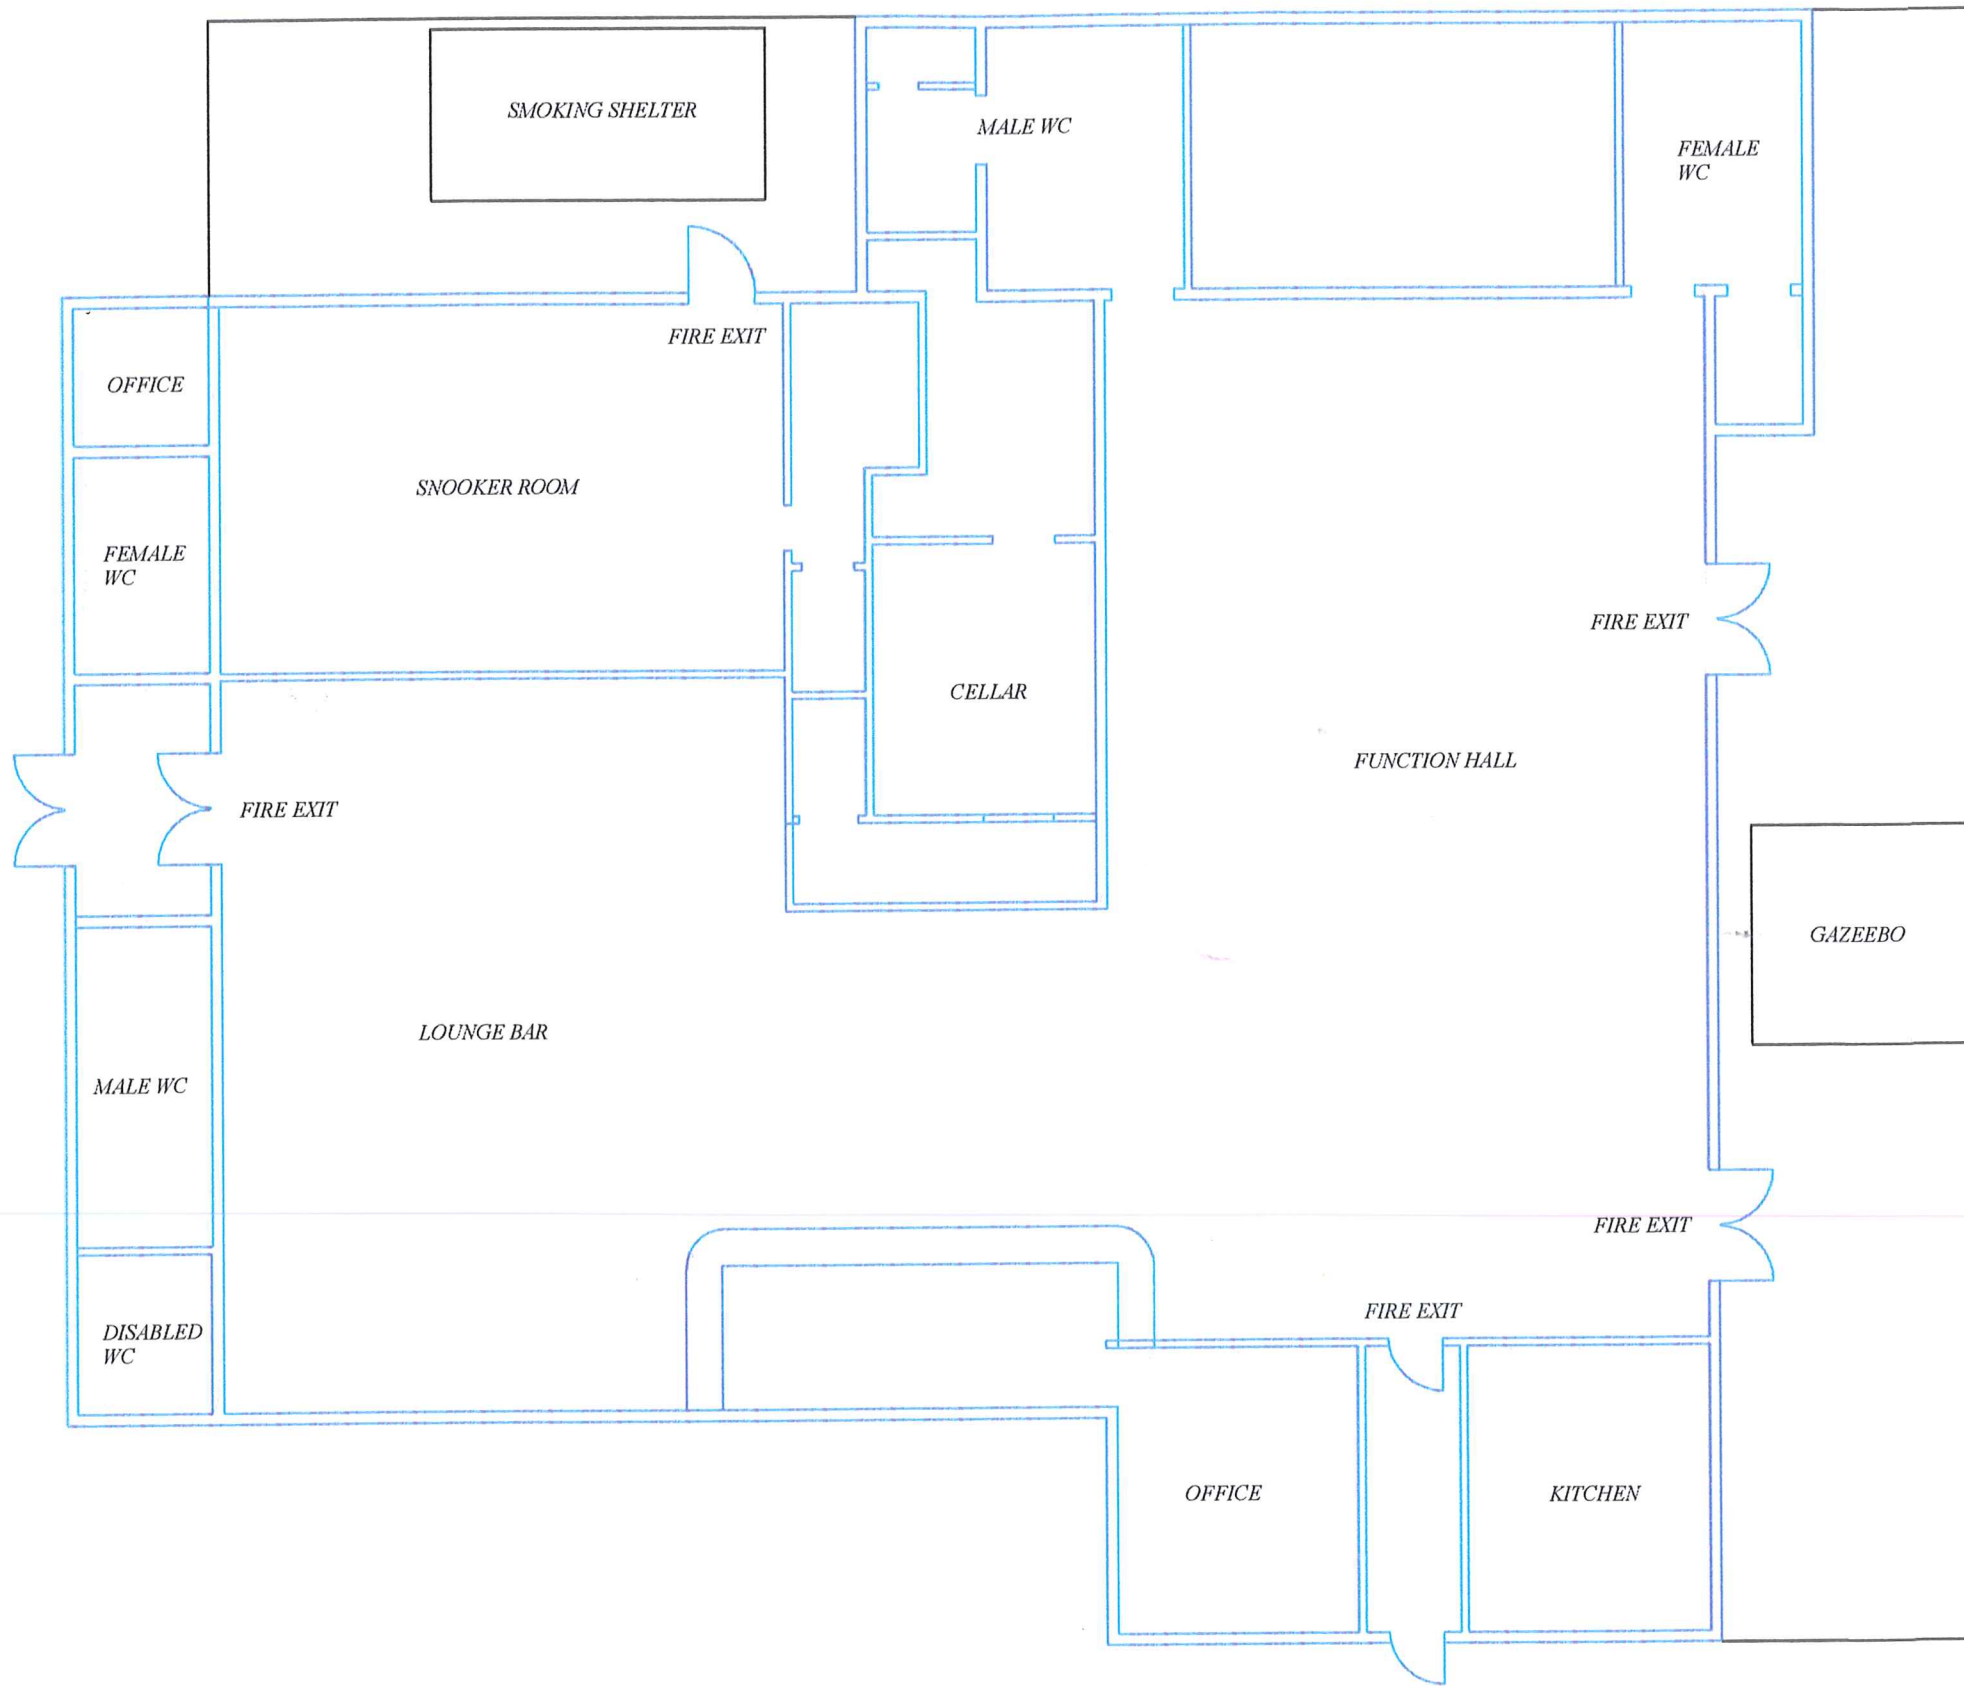 SMOKING SHELTER
MALE WC
FEMALE
WC
FIRE EXIT
OFFICE
SNOOKER ROOM
FEMALE
WC
FIRE EXIT
CELLAR
FUNCTION HALL
FIRE EXIT
GAZEEBO
LOUNGE BAR
MALE WC
FIRE EXIT
FIRE EXIT
DISABLED
WC
OFFICE
KITCHEN